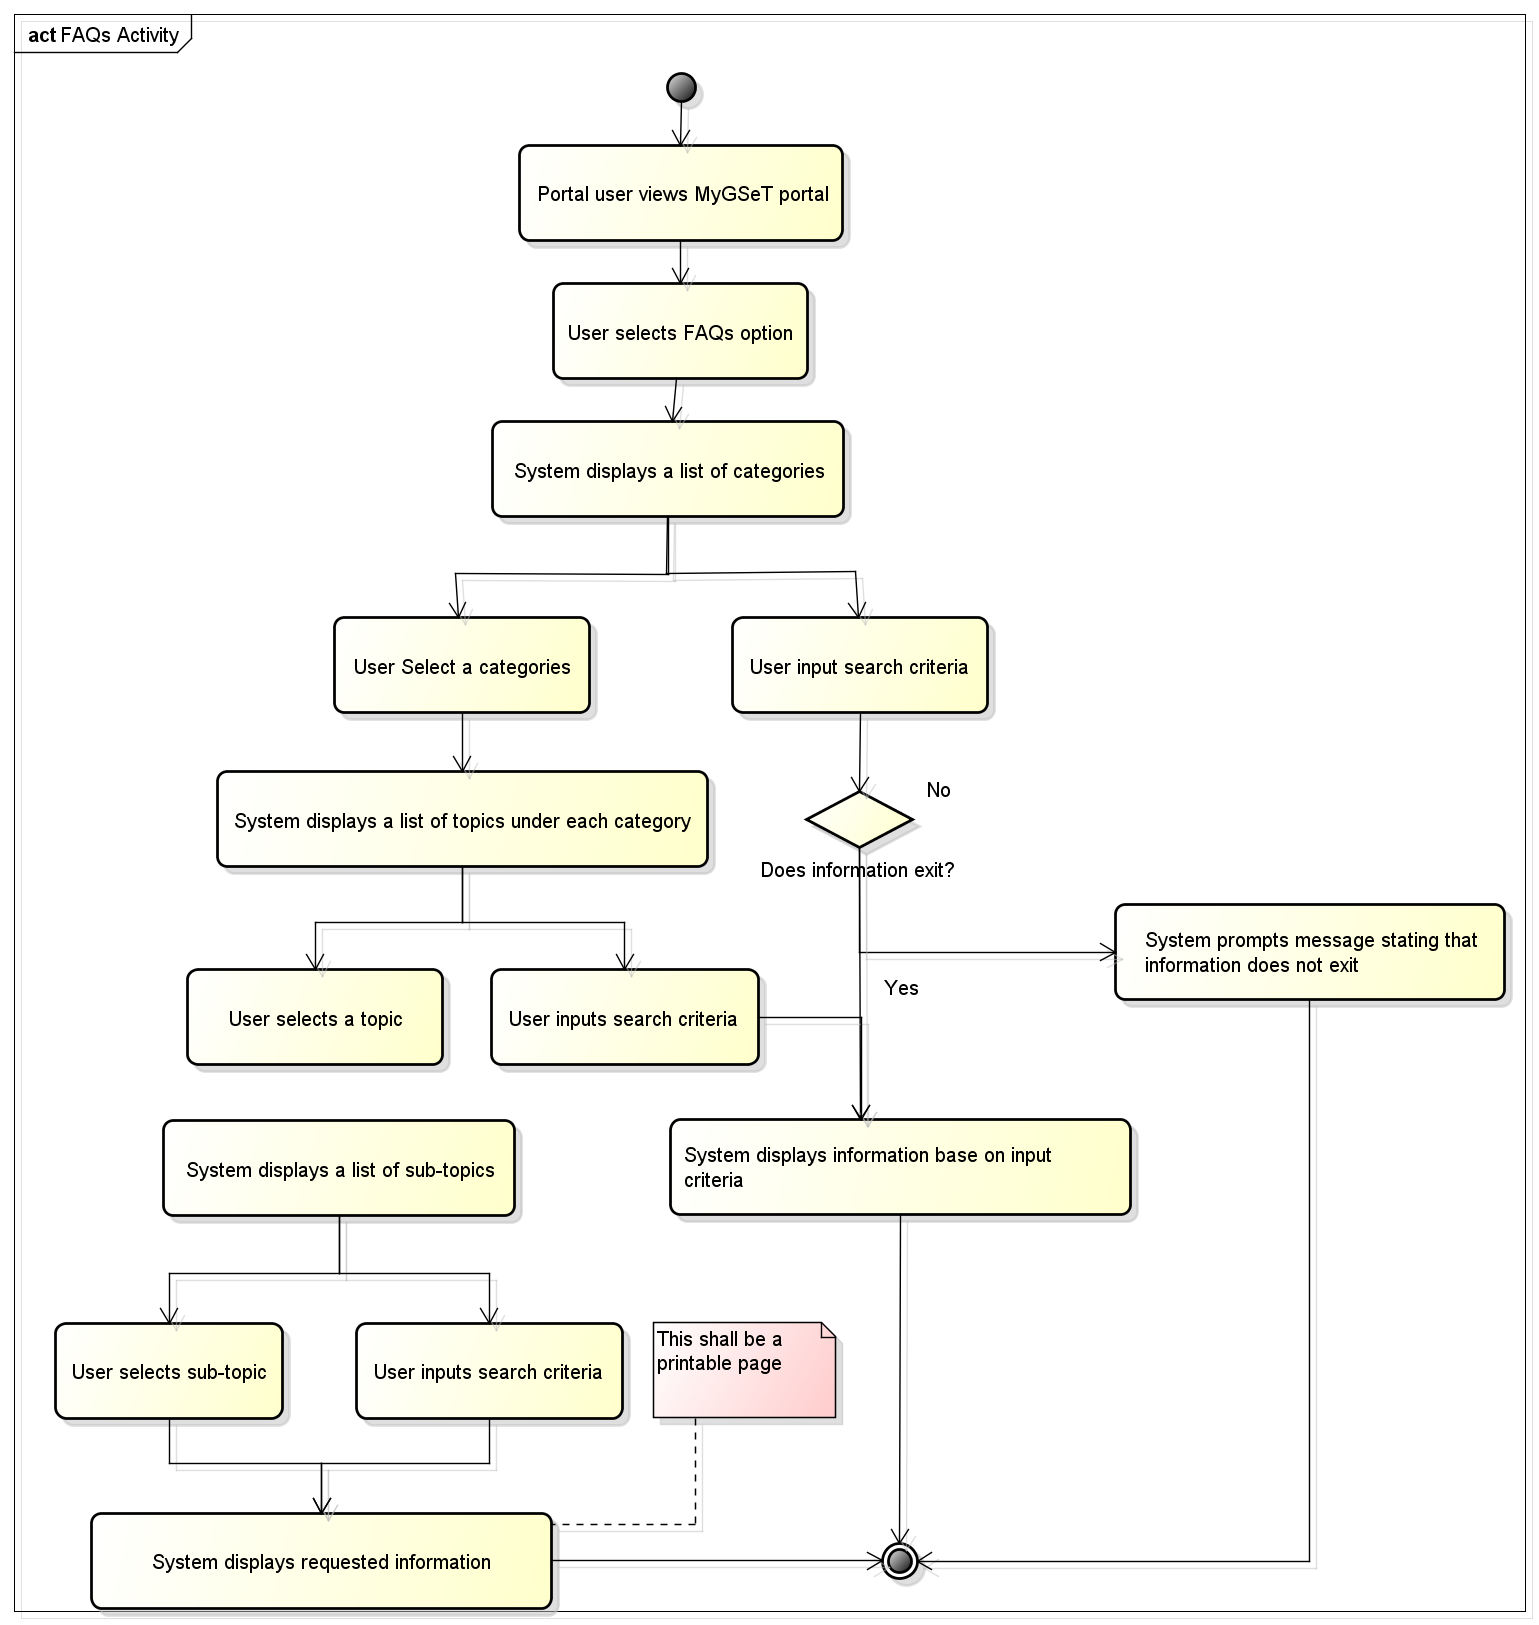 act FAQs Activity
Portal user views MyGSeT portal
User selects FAQs option
System displays a list of categories
User Select a categories
User input search criteria
System displays a list of topics under each category
No
Does information exit?
System prompts message stating that
information does not exit
Yes
User selects a topic
User inputs search criteria
System displays a list of sub-topics
System displays information base on input
criteria
User selects sub-topic
User inputs search criteria
This shall be a
printable page
System displays requested information